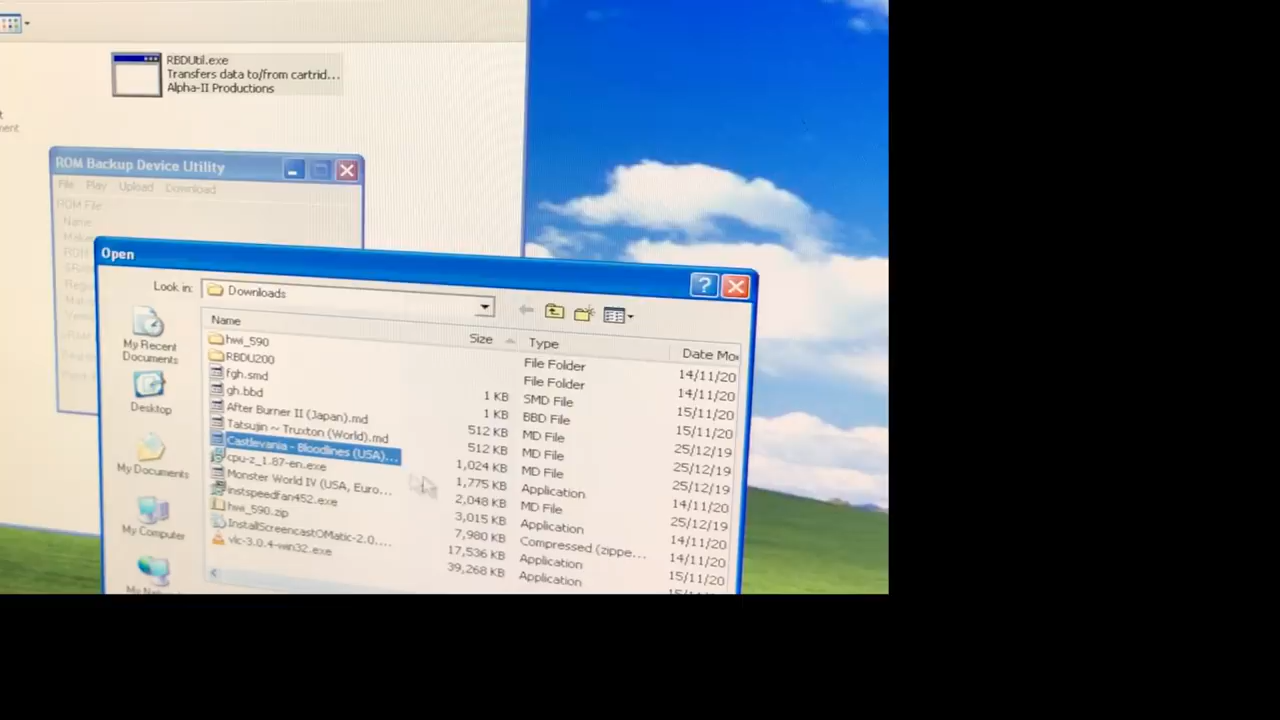 RBDUtil.exe
Transfers data to/from cartrid...
Alpha-II Productions
ROM Backup Device Utility
File Play Upload Download
ROM File
Name
Open
Look in: Downloads
Name Size Type Date Mo
hwi_590 File Folder 14/11/20
RBDU200 File Folder 14/11/20
fgh.smd 1 KB SMD File 15/11/20
gh.bbd 1 KB BBD File 15/11/20
After Burner II (Japan).md 512 KB MD File 25/12/19
Tatsujin ~ Truxton (World).md 512 KB MD File 25/12/19
Castlevania - Bloodlines (USA)... 1,024 KB MD File 25/12/19
cpu-z_1.87-en.exe 1,775 KB Application 14/11/20
Monster World IV (USA, Euro... 2,048 KB MD File 25/12/19
instspeedfan452.exe 3,015 KB Application 14/11/20
hwi_590.zip 7,980 KB Compressed (zippe... 14/11/20
InstallScreencastOMatic-2.0.... 17,536 KB Application 15/11/20
vlc-3.0.4-win32.exe 39,268 KB Application
My Recent
Documents
Desktop
My Documents
My Computer